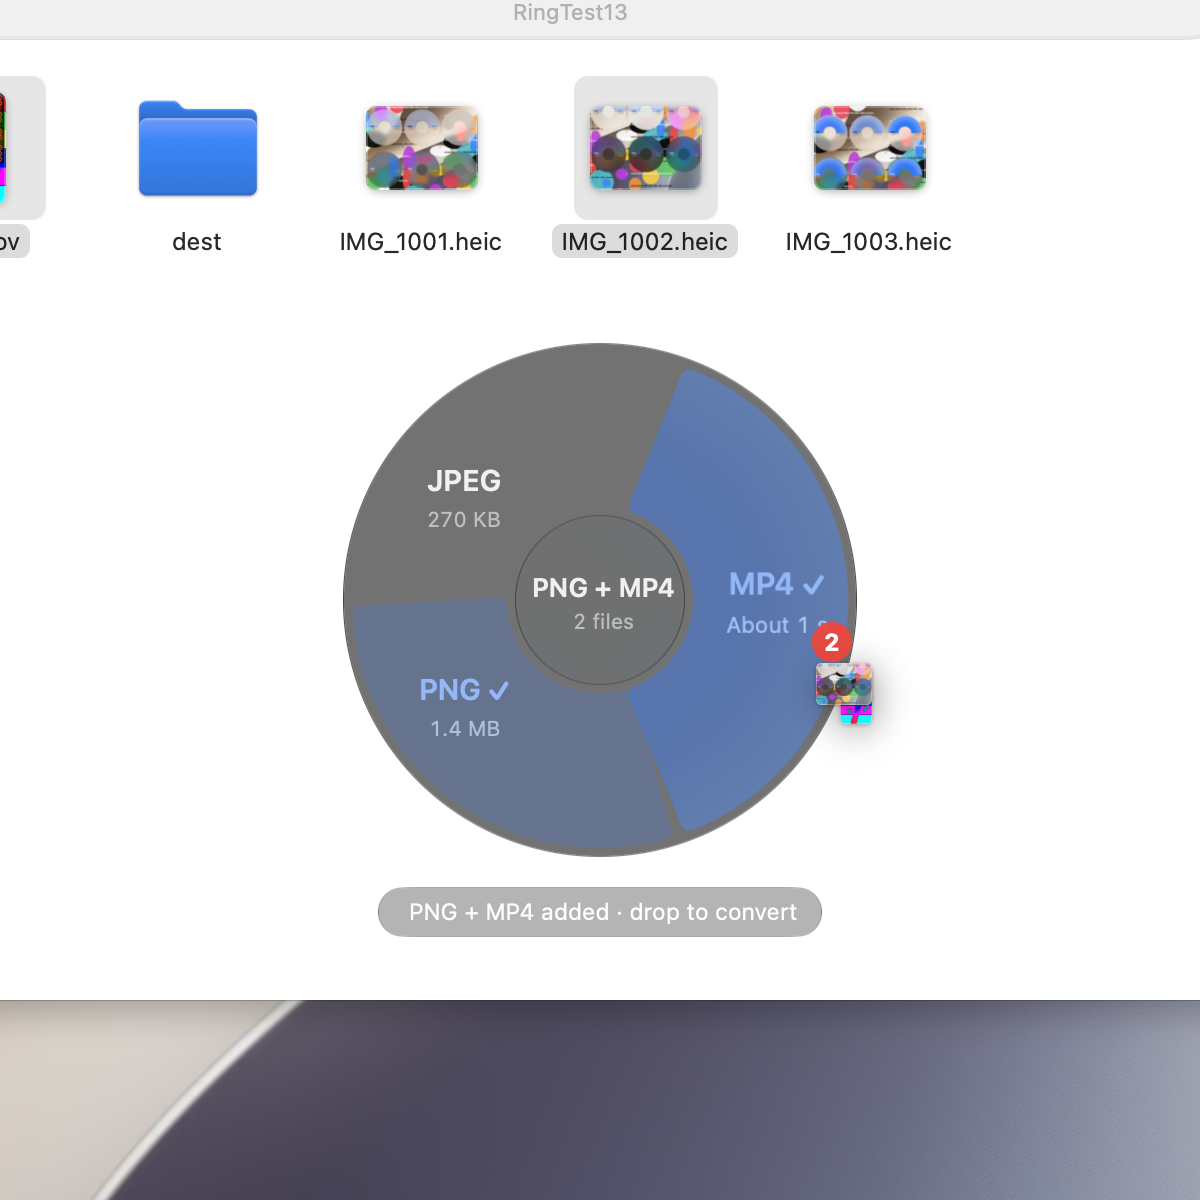 RingTest13
ov
dest
IMG_1001.heic
IMG_1002.heic
IMG_1003.heic
JPEG
270 KB
PNG + MP4
2 files
MP4 ✓
About 1 s
2
PNG ✓
1.4 MB
PNG + MP4 added · drop to convert